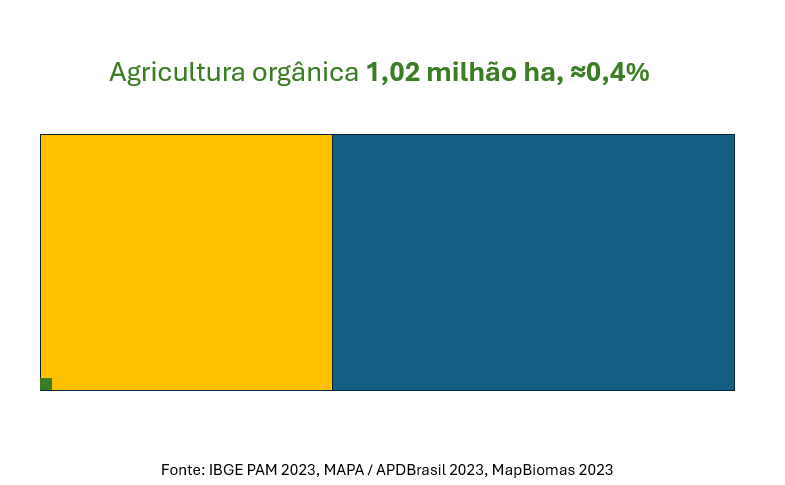 Agricultura orgânica 1,02 milhão ha, ≈0,4%
Fonte: IBGE PAM 2023, MAPA / APDBrasil 2023, MapBiomas 2023